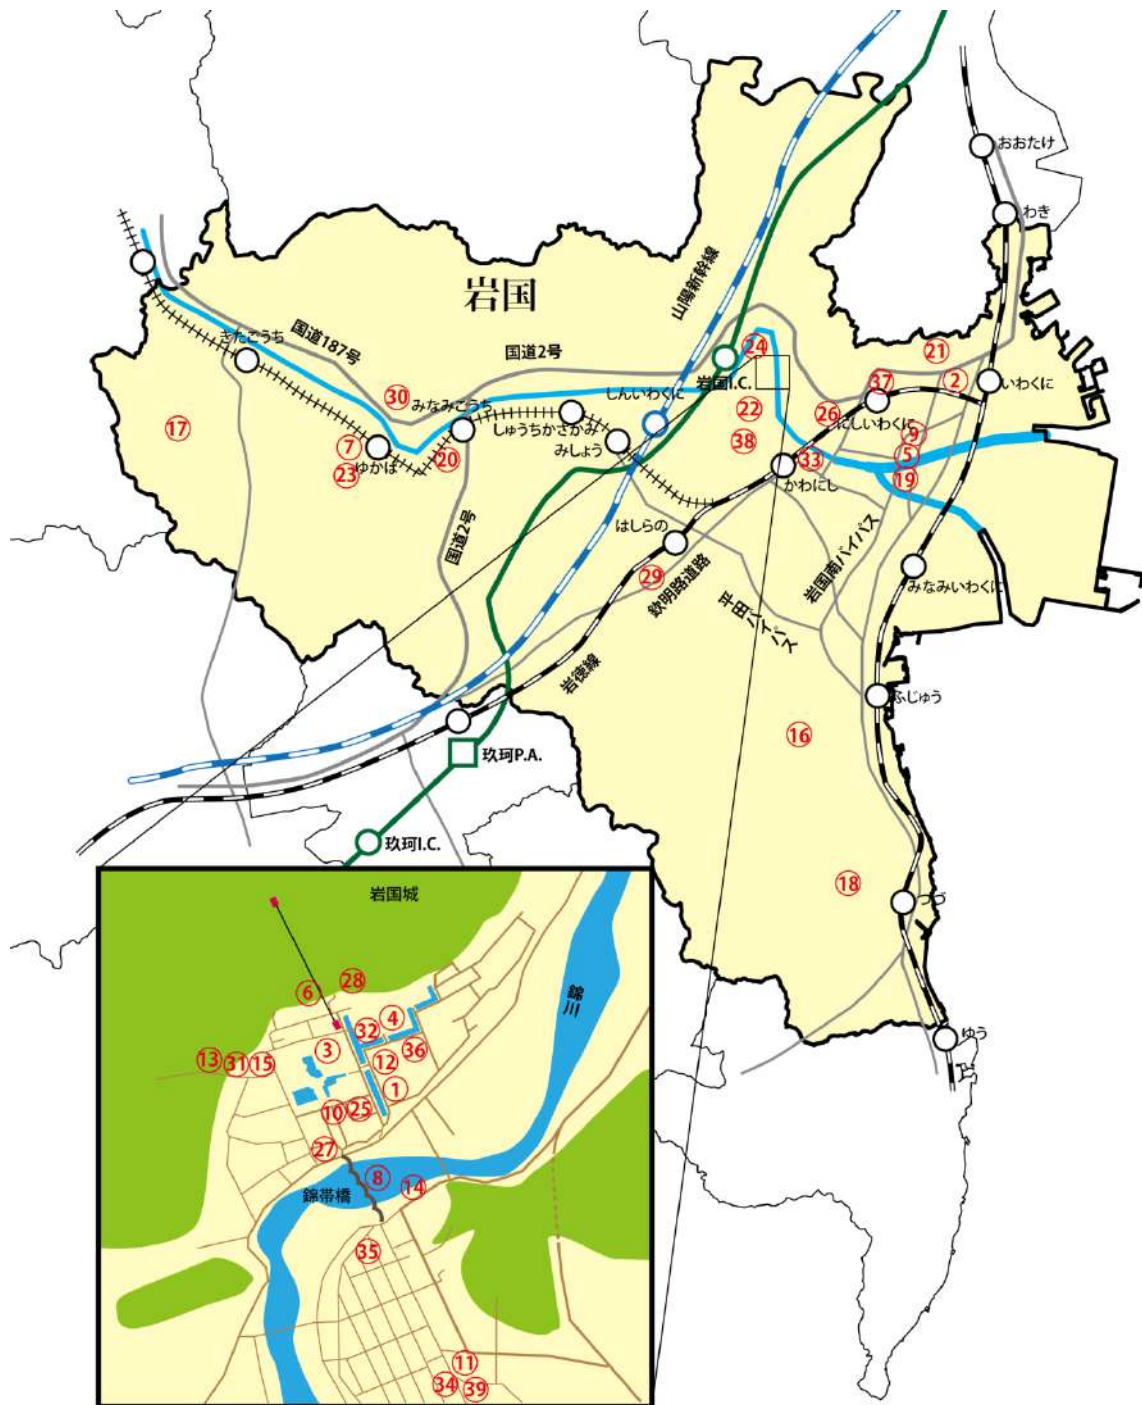 おおたけ
わき
岩国
山陽新幹線
きたごうち
国道187号
国道2号
24
21
岩国I.C.
37
2
いわくに
30
みなみごうち
しんいわくに
22
26
にしいわくに
17
しゅうちかさかみ
9
7
みしょう
38
5
ゆかば
20
33
23
かわにし
19
国道2号
はしらの
岩国南バイパス
みなみいわくに
29
欽明路道路
平田バイパス
岩徳線
ふじゅう
16
玖珂P.A.
玖珂I.C.
18
つづ
ゆう
岩国城
6
28
錦川
4
32
3
36
13
31
15
12
1
10
25
27
8
14
錦帯橋
35
11
34
39